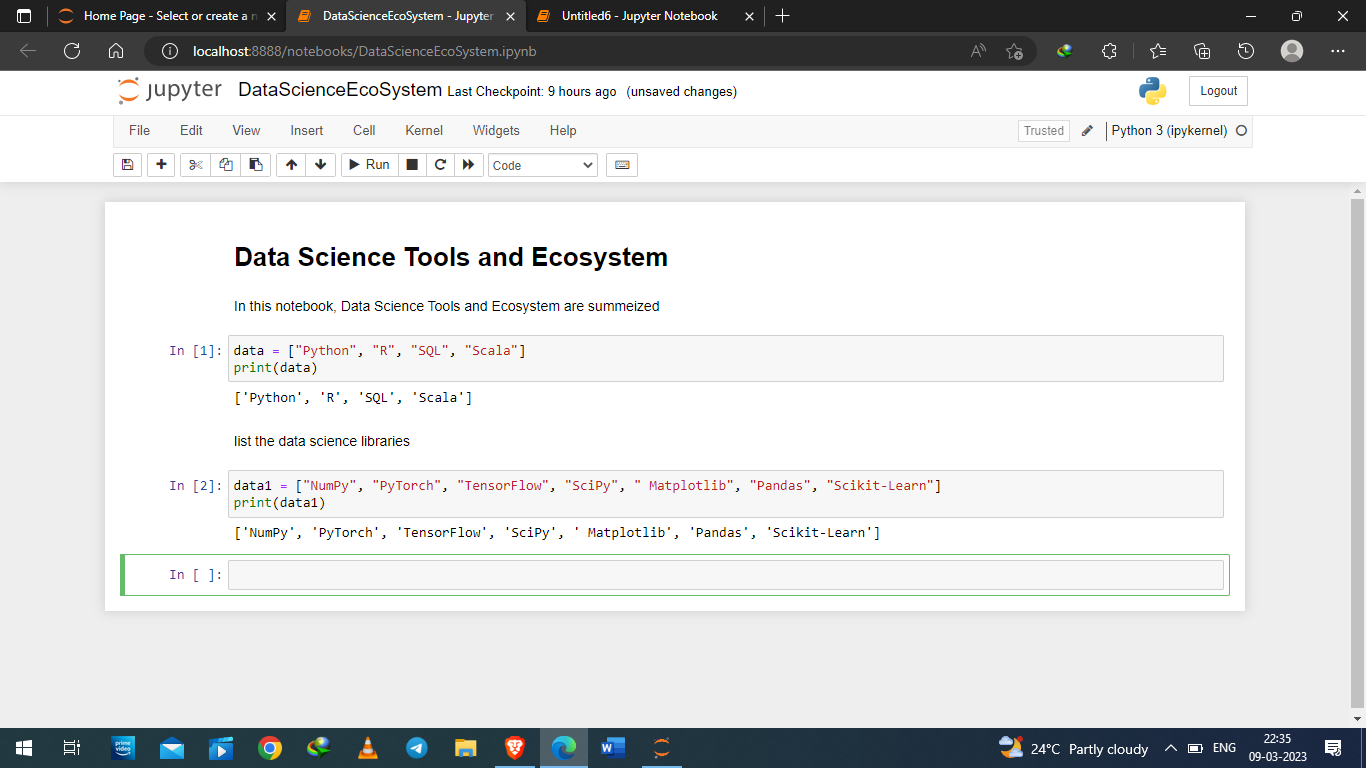 Home Page - Select or create a n
DataScienceEcoSystem - Jupyter
Untitled6 - Jupyter Notebook
localhost:8888/notebooks/DataScienceEcoSystem.ipynb
jupyter DataScienceEcoSystem Last Checkpoint: 9 hours ago (unsaved changes)
Logout
File Edit View Insert Cell Kernel Widgets Help
Trusted Python 3 (ipykernel)
Run Code
Data Science Tools and Ecosystem
In this notebook, Data Science Tools and Ecosystem are summeized
In [1]: data = ["Python", "R", "SQL", "Scala"]
print(data)
['Python', 'R', 'SQL', 'Scala']
list the data science libraries
In [2]: data1 = ["NumPy", "PyTorch", "TensorFlow", "SciPy", " Matplotlib", "Pandas", "Scikit-Learn"]
print(data1)
['NumPy', 'PyTorch', 'TensorFlow', 'SciPy', ' Matplotlib', 'Pandas', 'Scikit-Learn']
In [ ]:
prime video
24°C Partly cloudy
ENG
22:35
09-03-2023